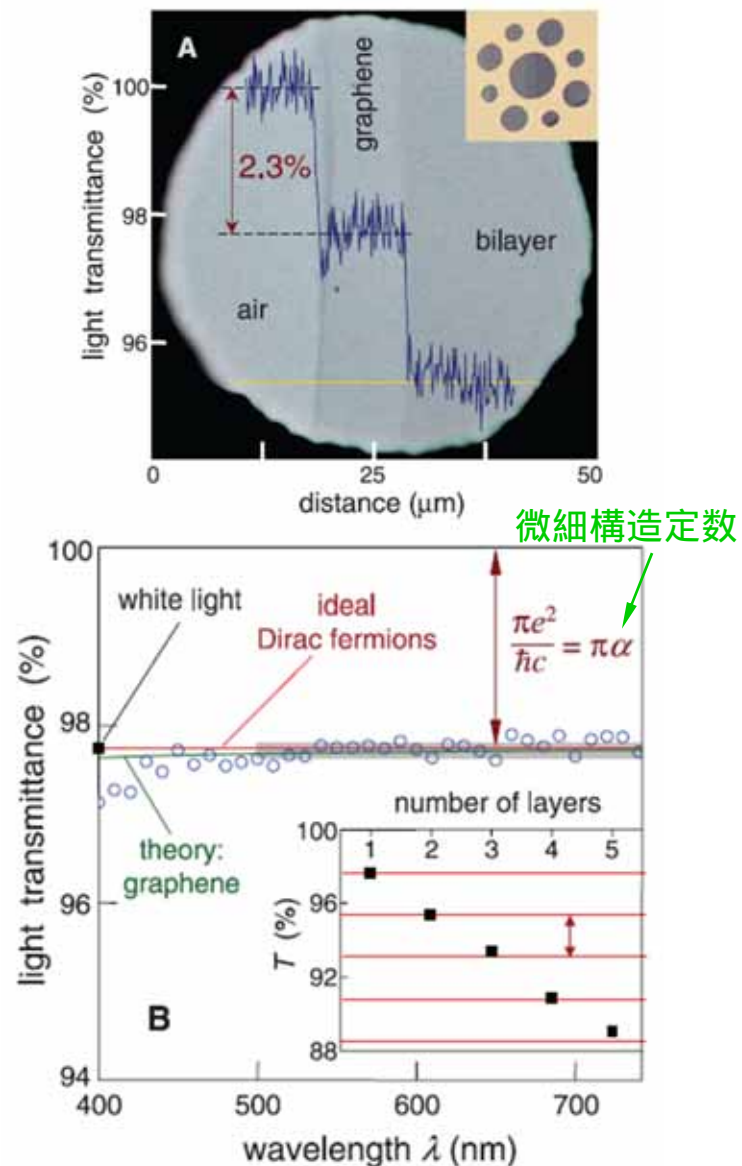 A
light transmittance (%)
100
98
96
2.3%
graphene
bilayer
air
0
25
50
distance (μm)
微細構造定数
light transmittance (%)
100
98
96
94
white light
ideal
Dirac fermions
πe²/ħc = πα
theory:
graphene
number of layers
1 2 3 4 5
T (%)
100
96
92
88
B
400 500 600 700
wavelength λ (nm)